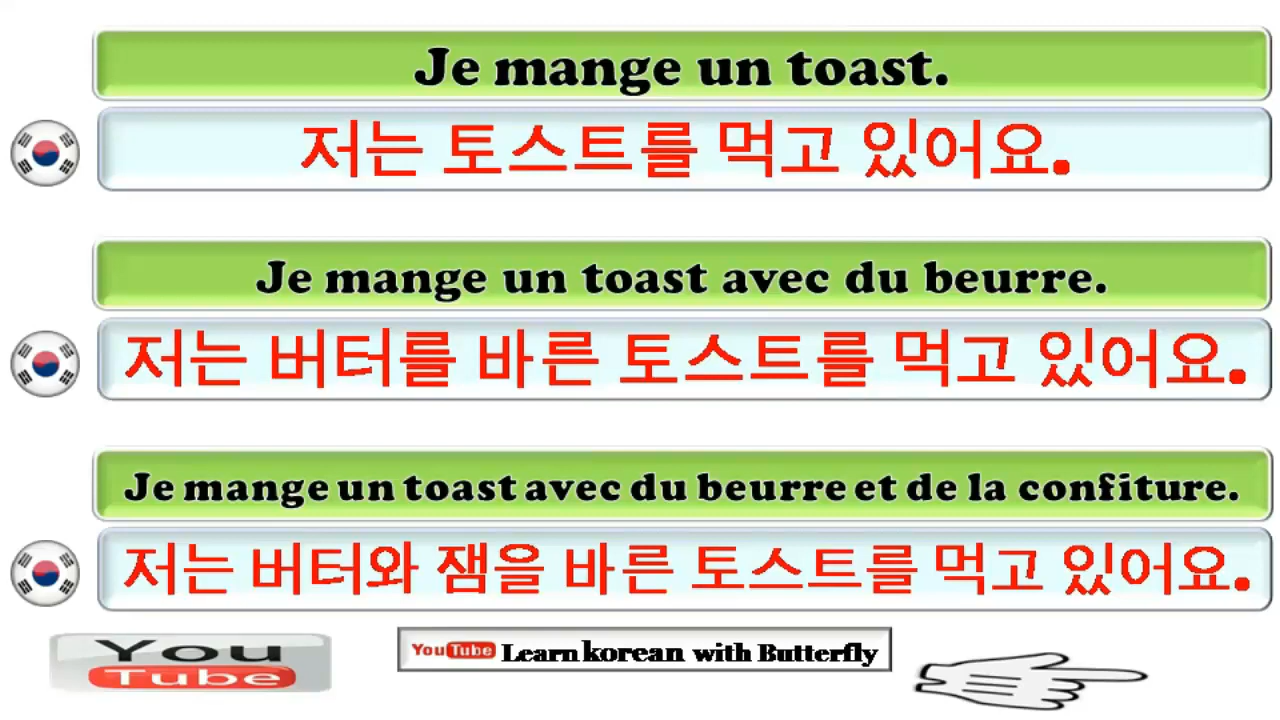 Je mange un toast.
저는 토스트를 먹고 있어요.
Je mange un toast avec du beurre.
저는 버터를 바른 토스트를 먹고 있어요.
Je mange un toast avec du beurre et de la confiture.
저는 버터와 잼을 바른 토스트를 먹고 있어요.
You
Tube
YouTube Learn korean with Butterfly